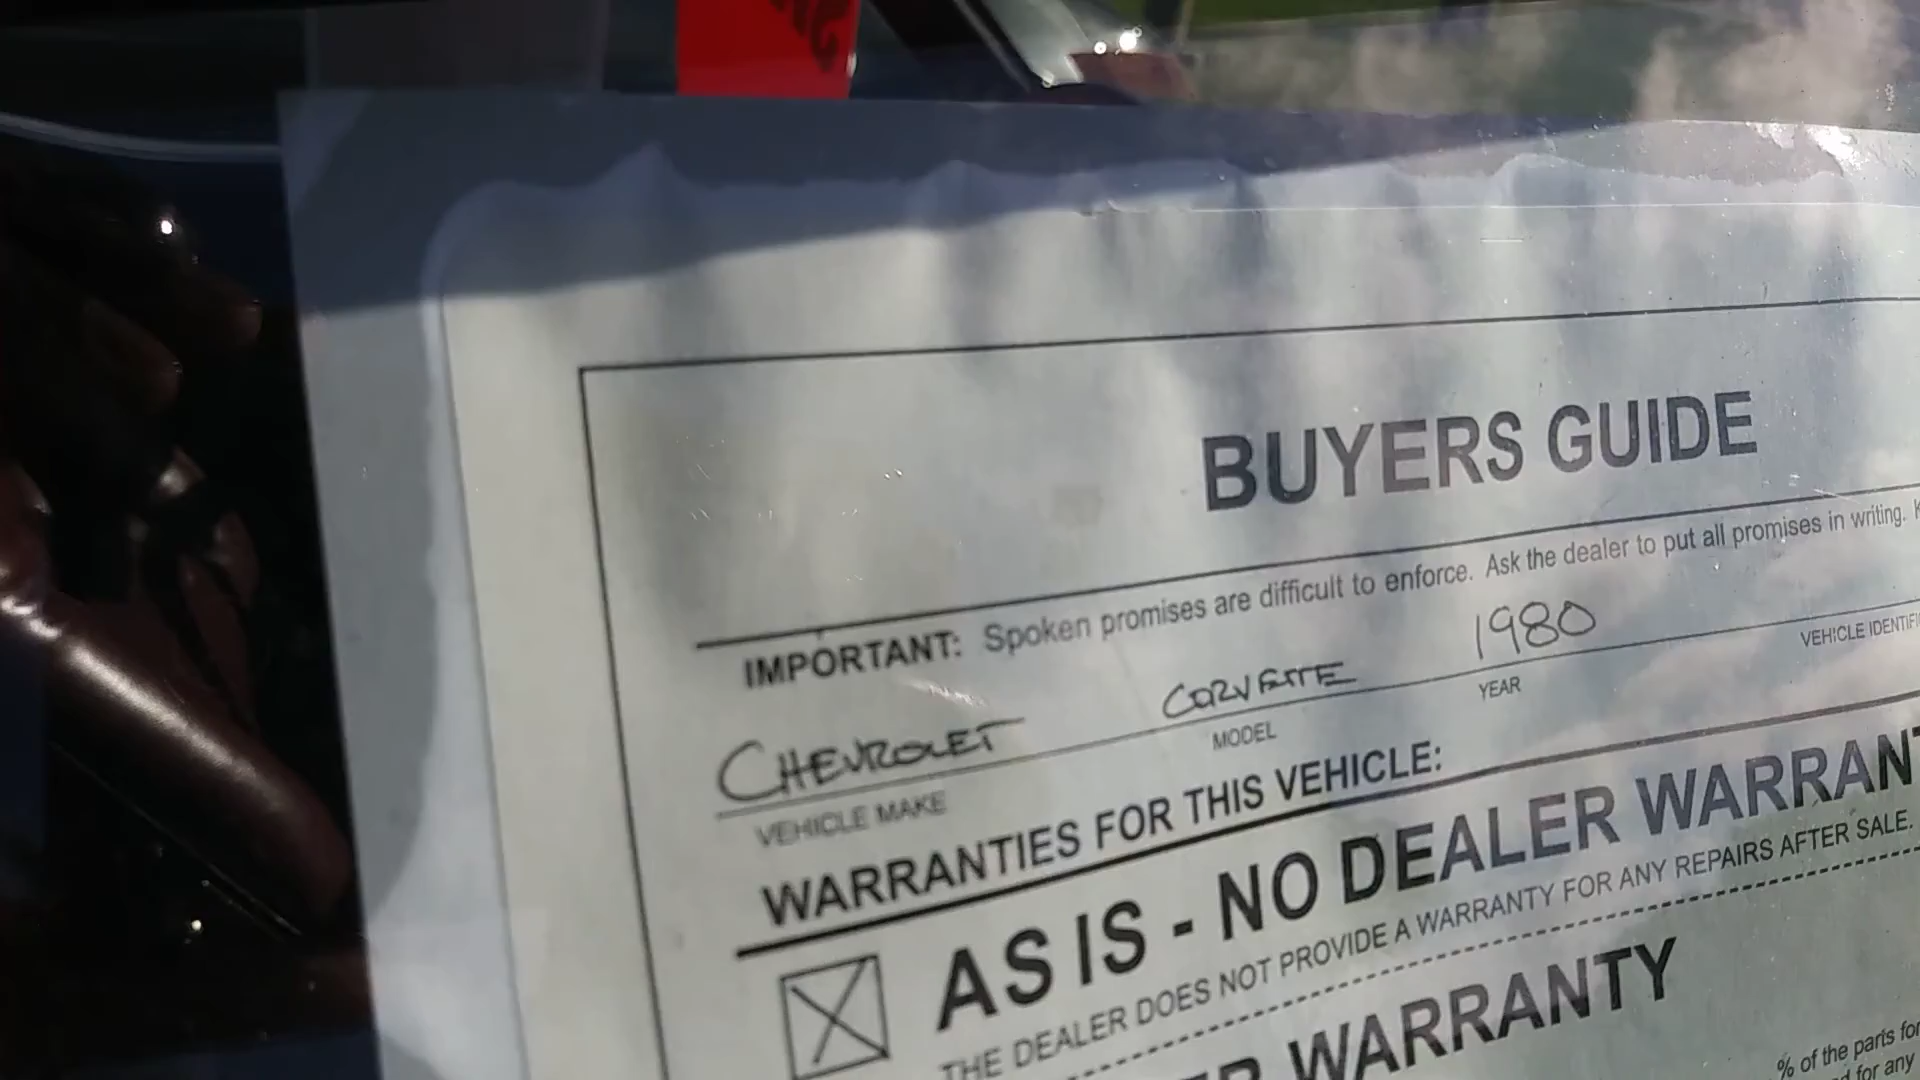 BUYERS GUIDE
IMPORTANT: Spoken promises are difficult to enforce. Ask the dealer to put all promises in writing.
CHEVROLET CORVETTE 1980
VEHICLE MAKE MODEL YEAR VEHICLE
WARRANTIES FOR THIS VEHICLE:
AS IS - NO DEALER
THE DEALER DOES NOT PROVIDE A WARRANTY FOR ANY REPAIRS AFTER SALE.
WARRANTY
% of the parts for
for any